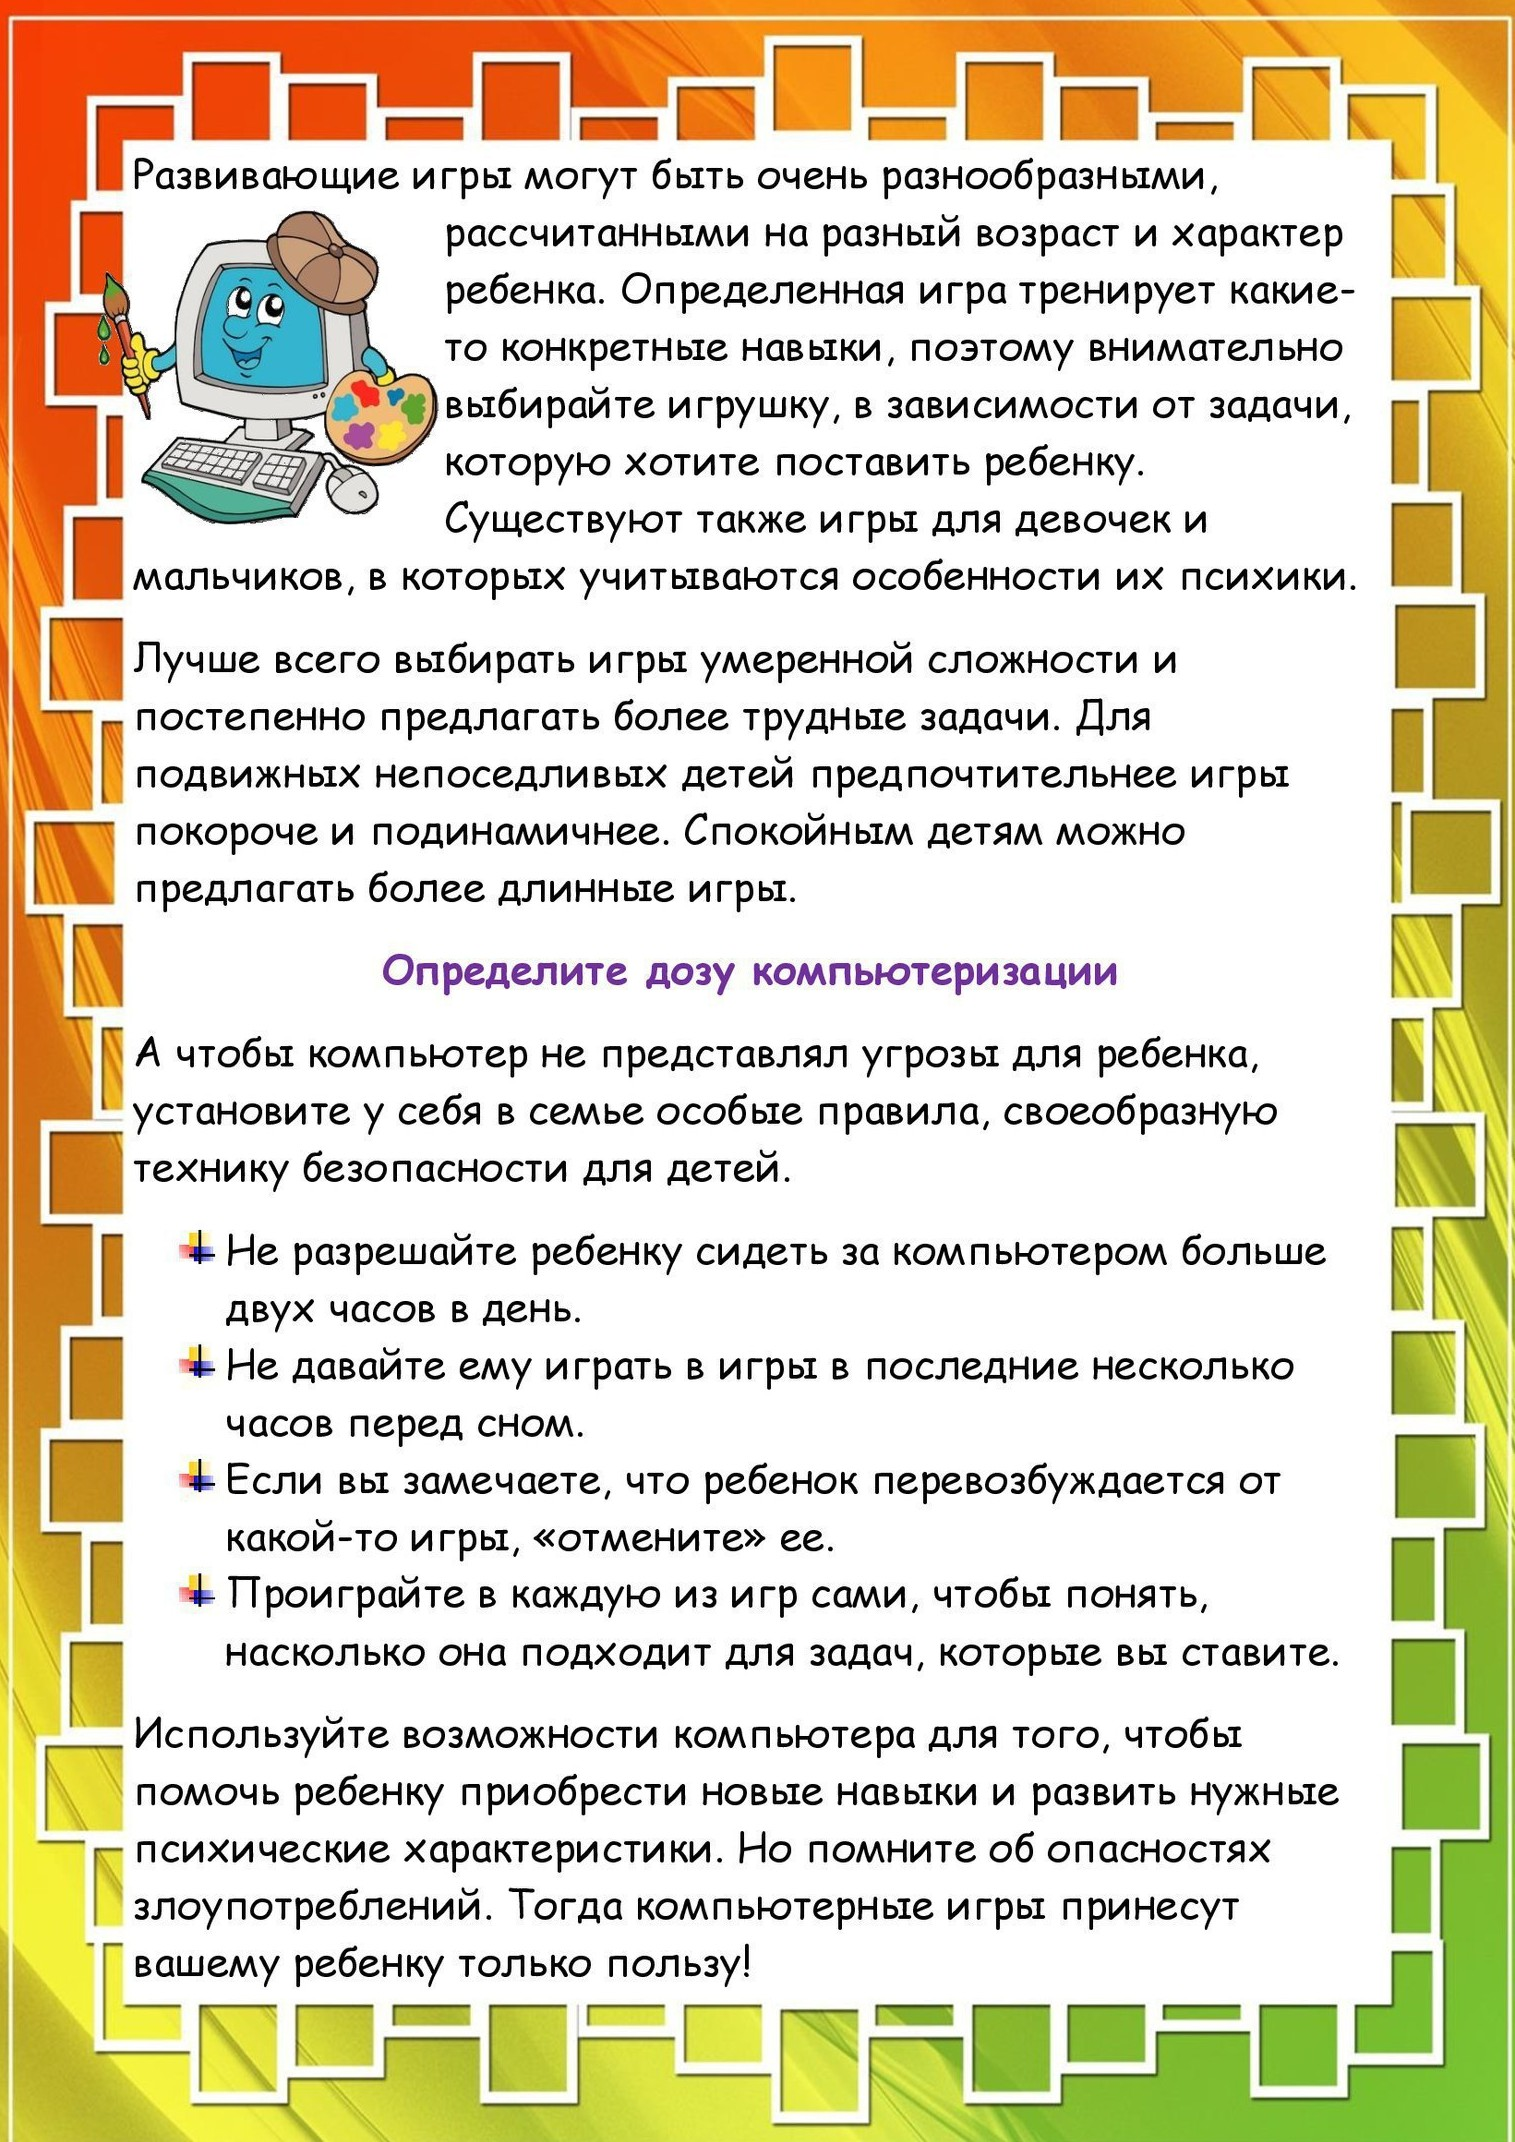 Развивающие игры могут быть очень разнообразными,
рассчитанными на разный возраст и характер
ребенка. Определенная игра тренирует какие-
то конкретные навыки, поэтому внимательно
выбирайте игрушку, в зависимости от задачи,
которую хотите поставить ребенку.
Существуют также игры для девочек и
мальчиков, в которых учитываются особенности их психики.
Лучше всего выбирать игры умеренной сложности и
постепенно предлагать более трудные задачи. Для
подвижных непоседливых детей предпочтительнее игры
покороче и подинамичнее. Спокойным детям можно
предлагать более длинные игры.
Определите дозу компьютеризации
А чтобы компьютер не представлял угрозы для ребенка,
установите у себя в семье особые правила, своеобразную
технику безопасности для детей.
Не разрешайте ребенку сидеть за компьютером больше
двух часов в день.
Не давайте ему играть в игры в последние несколько
часов перед сном.
Если вы замечаете, что ребенок перевозбуждается от
какой-то игры, «отмените» ее.
Проиграйте в каждую из игр сами, чтобы понять,
насколько она подходит для задач, которые вы ставите.
Используйте возможности компьютера для того, чтобы
помочь ребенку приобрести новые навыки и развить нужные
психические характеристики. Но помните об опасностях
злоупотреблений. Тогда компьютерные игры принесут
вашему ребенку только пользу!